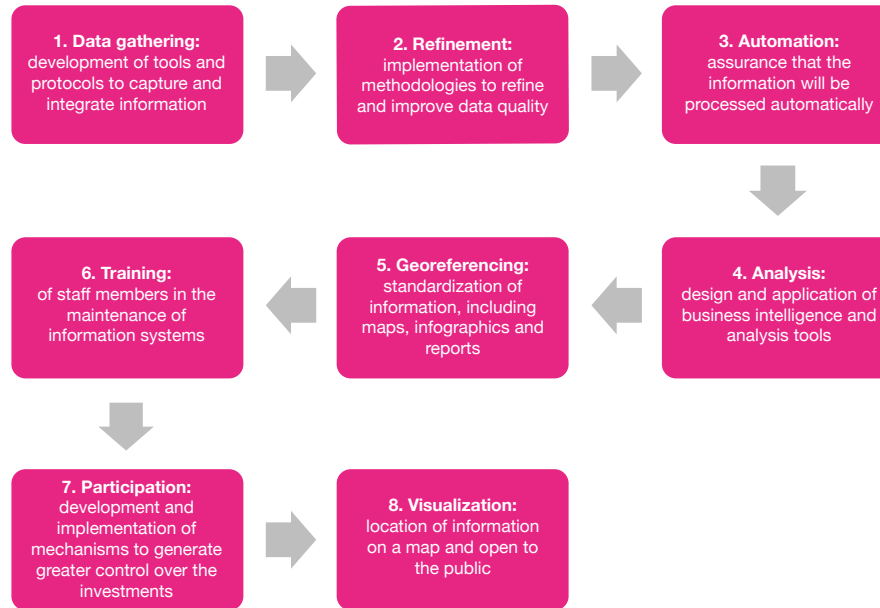 1. Data gathering:
development of tools and
protocols to capture and
integrate information
2. Refinement:
implementation of
methodologies to refine
and improve data quality
3. Automation:
assurance that the
information will be
processed automatically
4. Analysis:
design and application of
business intelligence and
analysis tools
5. Georeferencing:
standardization of
information, including
maps, infographics and
reports
6. Training:
of staff members in the
maintenance of
information systems
7. Participation:
development and
implementation of
mechanisms to generate
greater control over the
investments
8. Visualization:
location of information
on a map and open to
the public